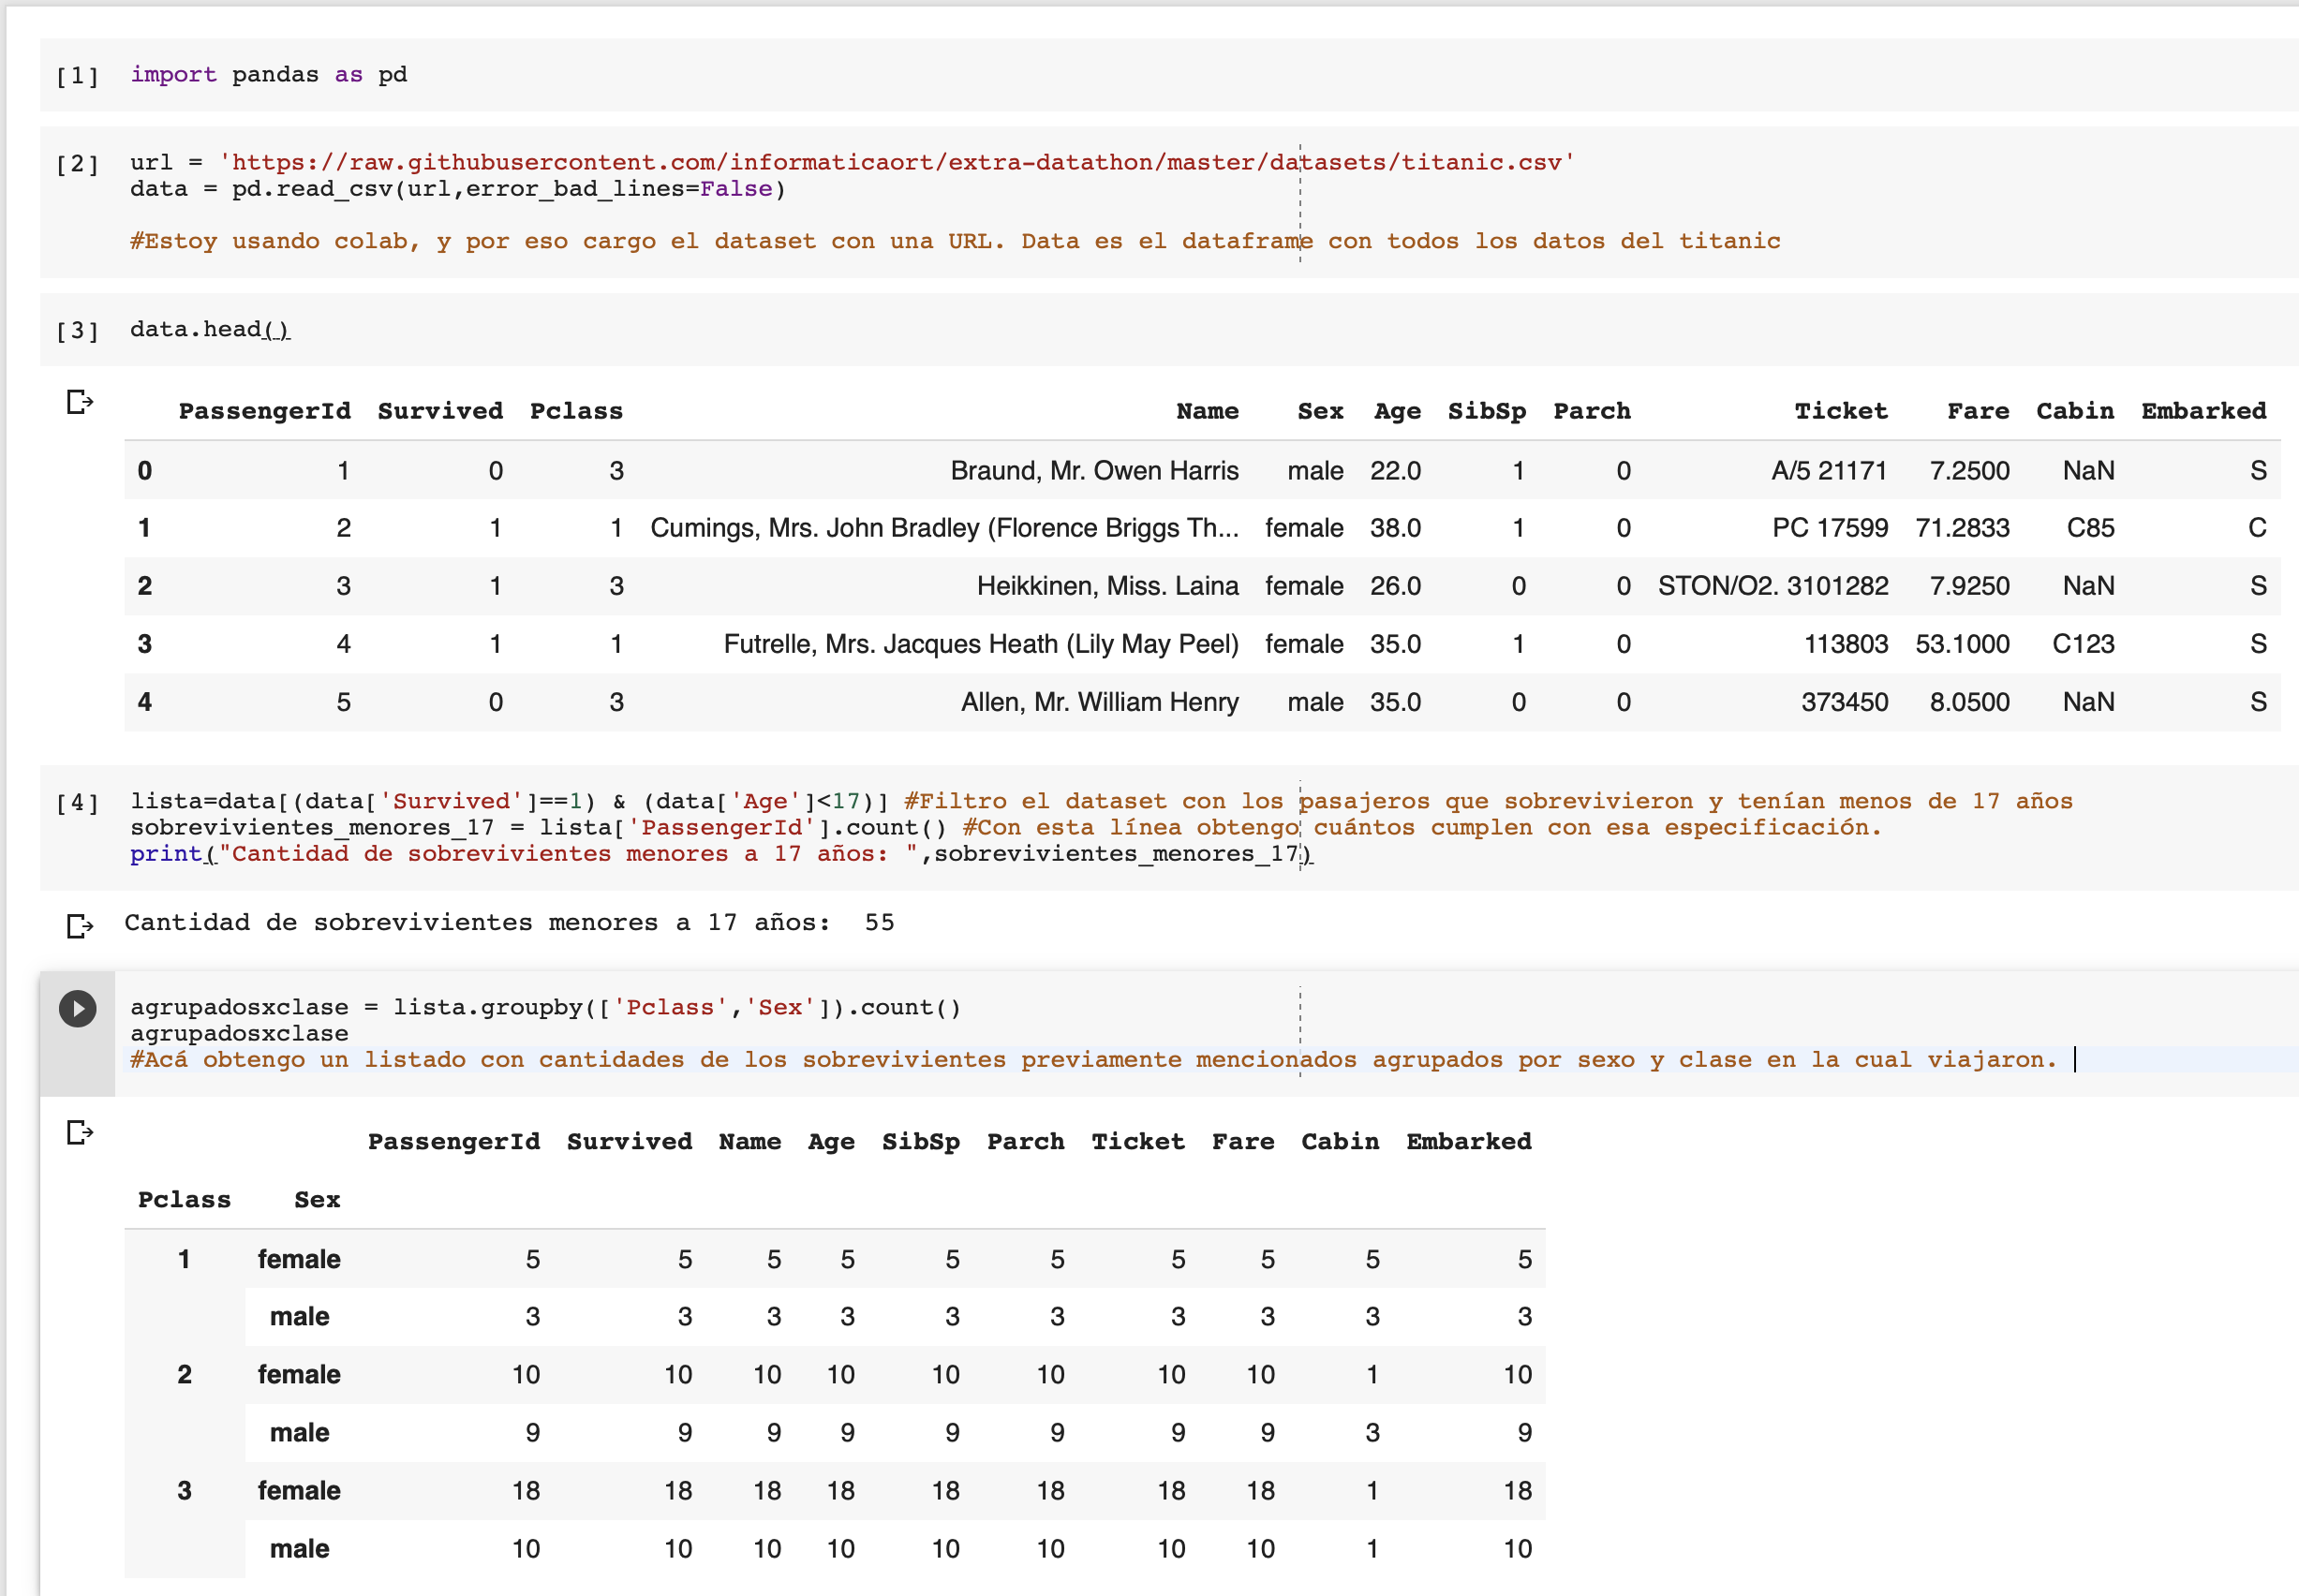 [1] import pandas as pd
[2] url = 'https://raw.githubusercontent.com/informaticaort/extra-datathon/master/datasets/titanic.csv'
data = pd.read_csv(url,error_bad_lines=False)
#Estoy usando colab, y por eso cargo el dataset con una URL. Data es el dataframe con todos los datos del titanic
[3] data.head()
PassengerId Survived Pclass Name Sex Age SibSp Parch Ticket Fare Cabin Embarked
0 1 0 3 Braund, Mr. Owen Harris male 22.0 1 0 A/5 21171 7.2500 NaN S
1 2 1 1 Cumings, Mrs. John Bradley (Florence Briggs Th... female 38.0 1 0 PC 17599 71.2833 C85 C
2 3 1 3 Heikkinen, Miss. Laina female 26.0 0 0 STON/O2. 3101282 7.9250 NaN S
3 4 1 1 Futrelle, Mrs. Jacques Heath (Lily May Peel) female 35.0 1 0 113803 53.1000 C123 S
4 5 0 3 Allen, Mr. William Henry male 35.0 0 0 373450 8.0500 NaN S
[4] lista=data[(data['Survived']==1) & (data['Age']<17)] #Filtro el dataset con los pasajeros que sobrevivieron y tenían menos de 17 años
sobrevivientes_menores_17 = lista['PassengerId'].count() #Con esta línea obtengo cuántos cumplen con esa especificación.
print("Cantidad de sobrevivientes menores a 17 años: ",sobrevivientes_menores_17)
Cantidad de sobrevivientes menores a 17 años:  55
agrupadosxclase = lista.groupby(['Pclass','Sex']).count()
agrupadosxclase
#Acá obtengo un listado con cantidades de los sobrevivientes previamente mencionados agrupados por sexo y clase en la cual viajaron.
PassengerId Survived Name Age SibSp Parch Ticket Fare Cabin Embarked
Pclass Sex
1 female 5 5 5 5 5 5 5 5 5 5
male 3 3 3 3 3 3 3 3 3 3
2 female 10 10 10 10 10 10 10 10 1 10
male 9 9 9 9 9 9 9 9 3 9
3 female 18 18 18 18 18 18 18 18 1 18
male 10 10 10 10 10 10 10 10 1 10